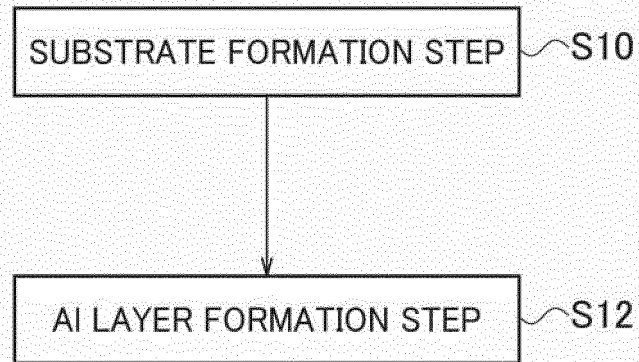 SUBSTRATE FORMATION STEP S10
Al LAYER FORMATION STEP S12